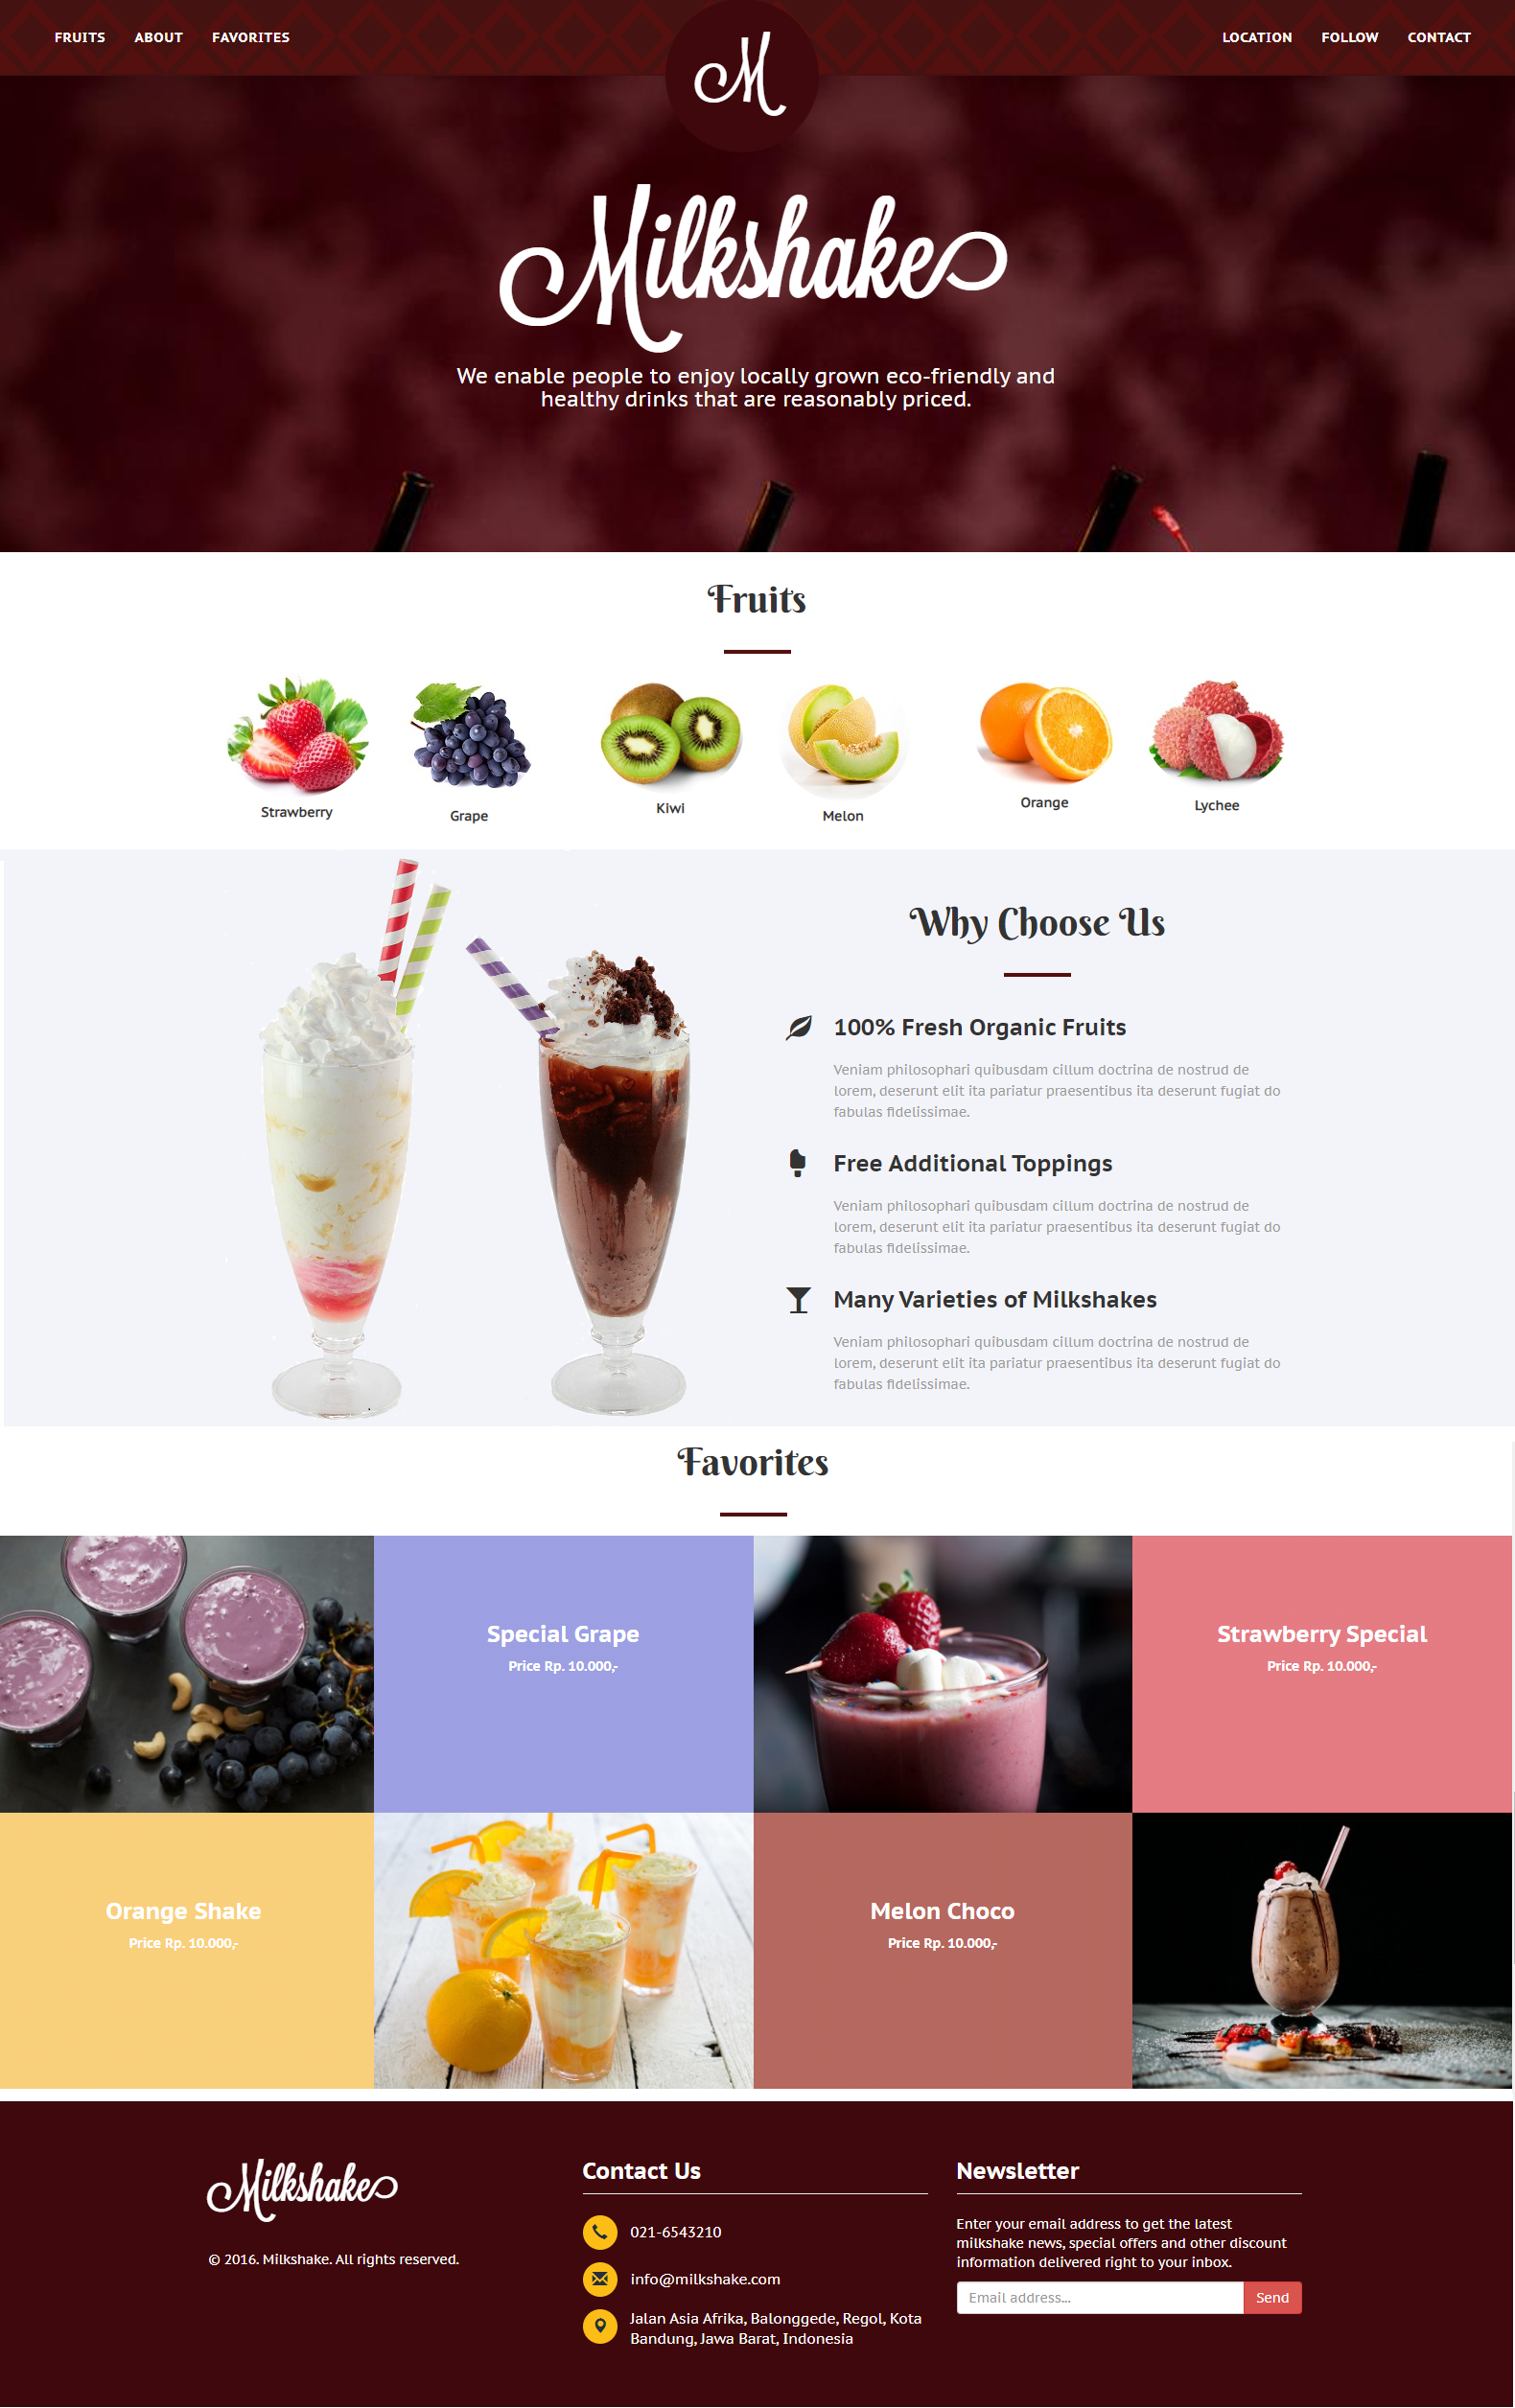 FRUITS ABOUT FAVORITES
M
LOCATION FOLLOW CONTACT
Milkshake
We enable people to enjoy locally grown eco-friendly and
healthy drinks that are reasonably priced.
Fruits
Strawberry
Grape
Kiwi
Melon
Orange
Lychee
Why Choose Us
100% Fresh Organic Fruits
Veniam philosophari quibusdam cillum doctrina de nostrud de
lorem, deserunt elit ita pariatur praesentibus ita deserunt fugiat do
fabulas fidelissimae.
Free Additional Toppings
Veniam philosophari quibusdam cillum doctrina de nostrud de
lorem, deserunt elit ita pariatur praesentibus ita deserunt fugiat do
fabulas fidelissimae.
Many Varieties of Milkshakes
Veniam philosophari quibusdam cillum doctrina de nostrud de
lorem, deserunt elit ita pariatur praesentibus ita deserunt fugiat do
fabulas fidelissimae.
Favorites
Special Grape
Price Rp. 10.000,-
Strawberry Special
Price Rp. 10.000,-
Orange Shake
Price Rp. 10.000,-
Melon Choco
Price Rp. 10.000,-
Milkshake
© 2016. Milkshake. All rights reserved.
Contact Us
021-6543210
info@milkshake.com
Jalan Asia Afrika, Balonggede, Regol, Kota
Bandung, Jawa Barat, Indonesia
Newsletter
Enter your email address to get the latest
milkshake news, special offers and other discount
information delivered right to your inbox.
Email address...
Send